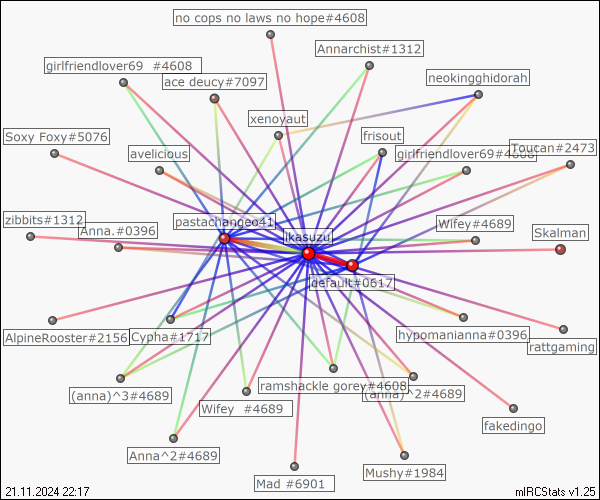 no cops no laws no hope#4608
Annarchist#1312
girlfriendlover69 #4608
ace deucy#7097
neokingghidorah
xenoyaut
Soxy Foxy#5076
frisout
Toucan#2473
avelicious
girlfriendlover69#4608
zibbits#1312
pastachangeo41
Wifey#4689
Anna.#0396
Ikasuzu
Skalman
default#0617
AlpineRooster#2156
Cypha#1717
hypomanianna#0396
rattgaming
ramshackle gorey#4608
(anna)^3#4689
(anna)^2#4689
Wifey #4689
fakedingo
Anna^2#4689
Mushy#1984
Mad #6901
21.11.2024 22:17
mIRCStats v1.25